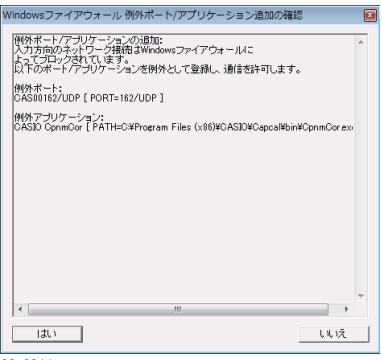 Windowsファイアウォール 例外ポート/アプリケーション追加の確認
例外ポート/アプリケーションの追加:
入力方向のネットワーク接続はWindowsファイアウォールに
よってブロックされています。
以下のポート/アプリケーションを例外として登録し、通信を許可します。
例外ポート:
CAS00162/UDP [ PORT=162/UDP ]
例外アプリケーション:
CASIO CpnmCor [ PATH=C:¥Program Files (x86)¥CASIO¥Capcal¥bin¥CpnmCor.exe
はい
いいえ